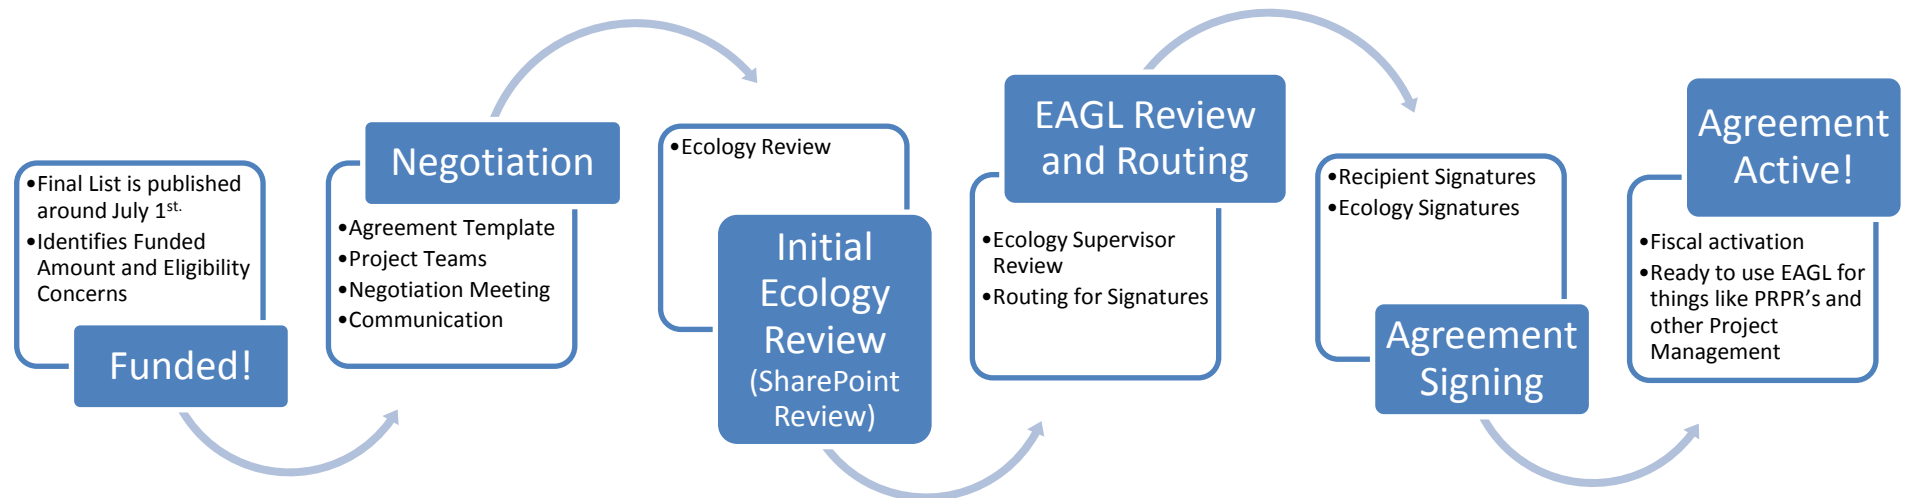 •Final List is published
around July 1st.
•Identifies Funded
Amount and Eligibility
Concerns
Funded!
Negotiation
•Agreement Template
•Project Teams
•Negotiation Meeting
•Communication
•Ecology Review
Initial
Ecology
Review
(SharePoint
Review)
EAGL Review
and Routing
•Ecology Supervisor
Review
•Routing for Signatures
•Recipient Signatures
•Ecology Signatures
Agreement
Signing
Agreement
Active!
•Fiscal activation
•Ready to use EAGL for
things like PRPR’s and
other Project
Management